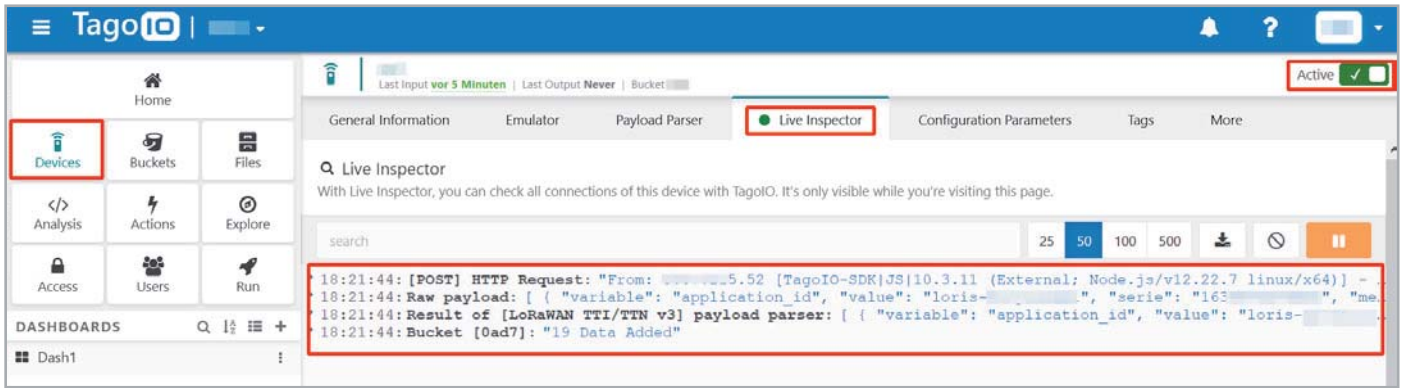 TagoIO |
Home
Devices
Buckets
Files
Analysis
Actions
Explore
Access
Users
Run
DASHBOARDS
Dash1
Last Input vor 5 Minuten | Last Output Never | Bucket
Active
General Information Emulator Payload Parser Live Inspector Configuration Parameters Tags More
Live Inspector
With Live Inspector, you can check all connections of this device with TagoIO. It's only visible while you're visiting this page.
search 25 50 100 500
18:21:44: [POST] HTTP Request: "From: 5.52 [TagoIO-SDK|JS|10.3.11 (External; Node.js/v12.22.7 linux/x64)] - .
18:21:44: Raw payload: [ { "variable": "application_id", "value": "loris- ", "serie": "163 ", "me.
18:21:44: Result of [LoRaWAN TTI/TTN v3] payload parser: [ { "variable": "application_id", "value": "loris-
18:21:44: Bucket [0ad7]: "19 Data Added"